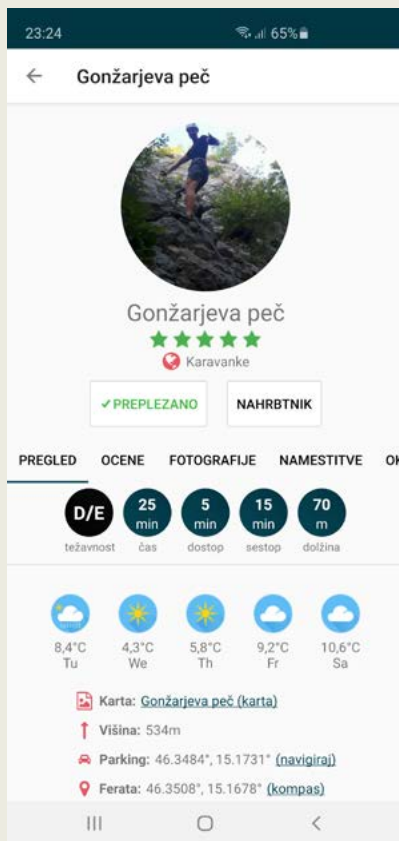 23:24 65%
Gonžarjeva peč
Gonžarjeva peč
Karavanke
PREPLEZANO NAHRBTNIK
PREGLED OCENE FOTOGRAFIJE NAMESTITVE OK
D/E 25 min 5 min 15 min 70 m
težavnost čas dostop sestop dolžina
8,4°C 4,3°C 5,8°C 9,2°C 10,6°C
Tu We Th Fr Sa
Karta: Gonžarjeva peč (karta)
Višina: 534m
Parking: 46.3484°, 15.1731° (navigiraj)
Ferata: 46.3508°, 15.1678° (kompas)